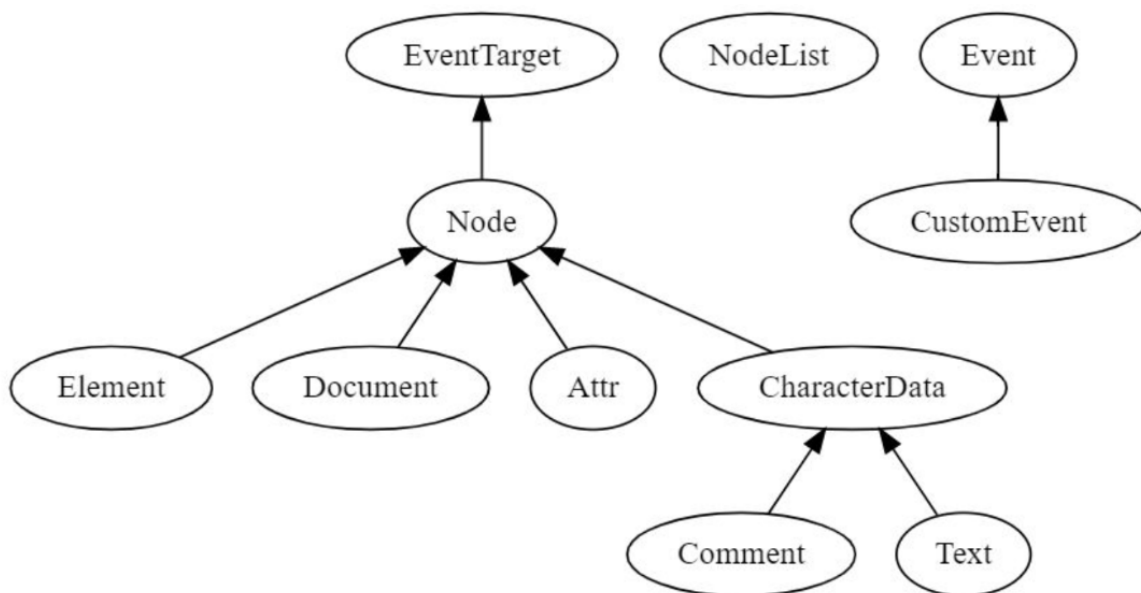 EventTarget
NodeList
Event
Node
CustomEvent
Element
Document
Attr
CharacterData
Comment
Text